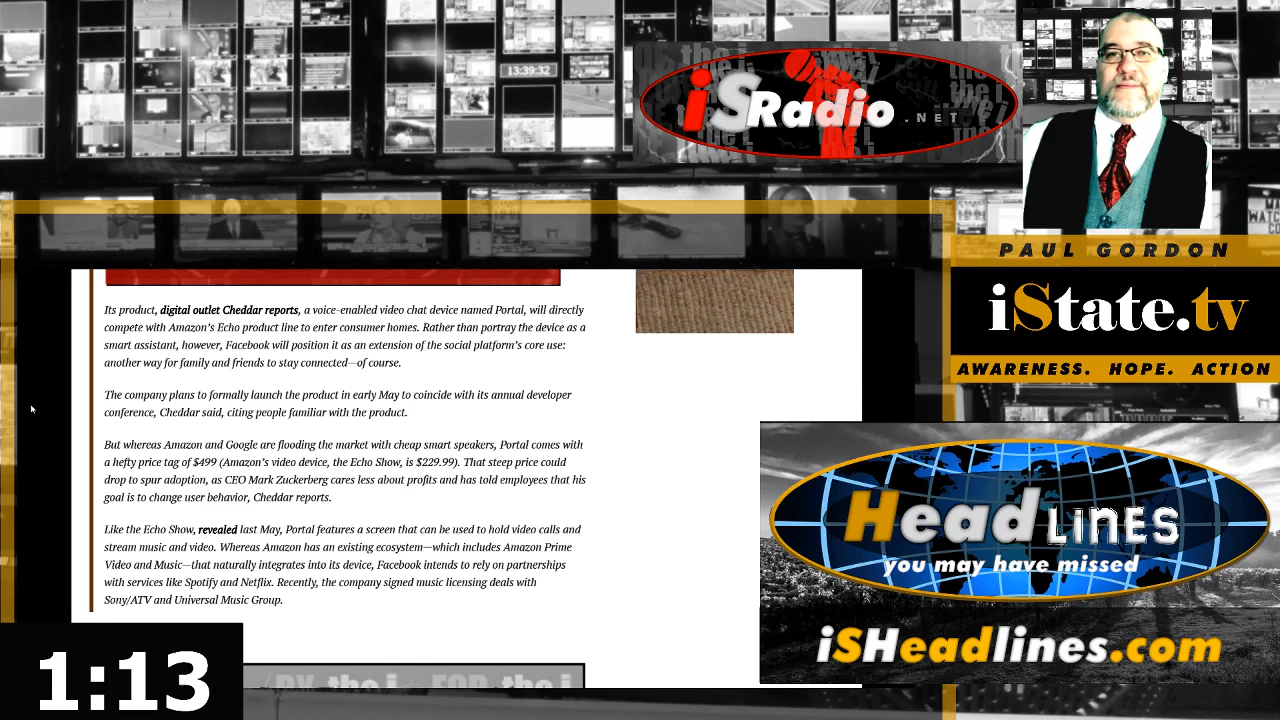 13:39:32
iSRadio .NET
PAUL GORDON
iState.tv
AWARENESS. HOPE. ACTION
Its product, digital outlet Cheddar reports, a voice-enabled video chat device named Portal, will directly
compete with Amazon's Echo product line to enter consumer homes. Rather than portray the device as a
smart assistant, however, Facebook will position it as an extension of the social platform's core use:
another way for family and friends to stay connected—of course.
The company plans to formally launch the product in early May to coincide with its annual developer
conference, Cheddar said, citing people familiar with the product.
But whereas Amazon and Google are flooding the market with cheap smart speakers, Portal comes with
a hefty price tag of $499 (Amazon's video device, the Echo Show, is $229.99). That steep price could
drop to spur adoption, as CEO Mark Zuckerberg cares less about profits and has told employees that his
goal is to change user behavior, Cheddar reports.
Like the Echo Show, revealed last May, Portal features a screen that can be used to hold video calls and
stream music and video. Whereas Amazon has an existing ecosystem—which includes Amazon Prime
Video and Music—that naturally integrates into its device, Facebook intends to rely on partnerships
with services like Spotify and Netflix. Recently, the company signed music licensing deals with
Sony/ATV and Universal Music Group.
HeadLINES
you may have missed
iSHeadlines.com
BY the i FOR the i
1:13